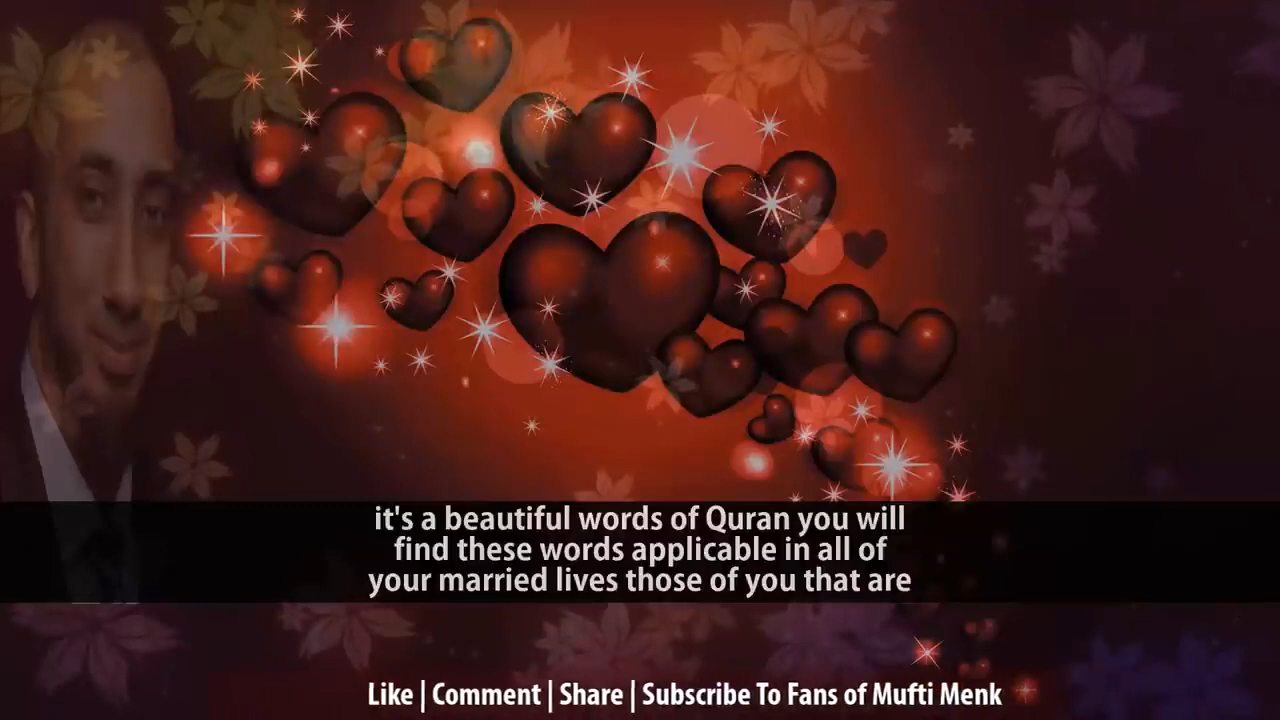 it's a beautiful words of Quran you will
find these words applicable in all of
your married lives those of you that are
Like | Comment | Share | Subscribe To Fans of Mufti Menk